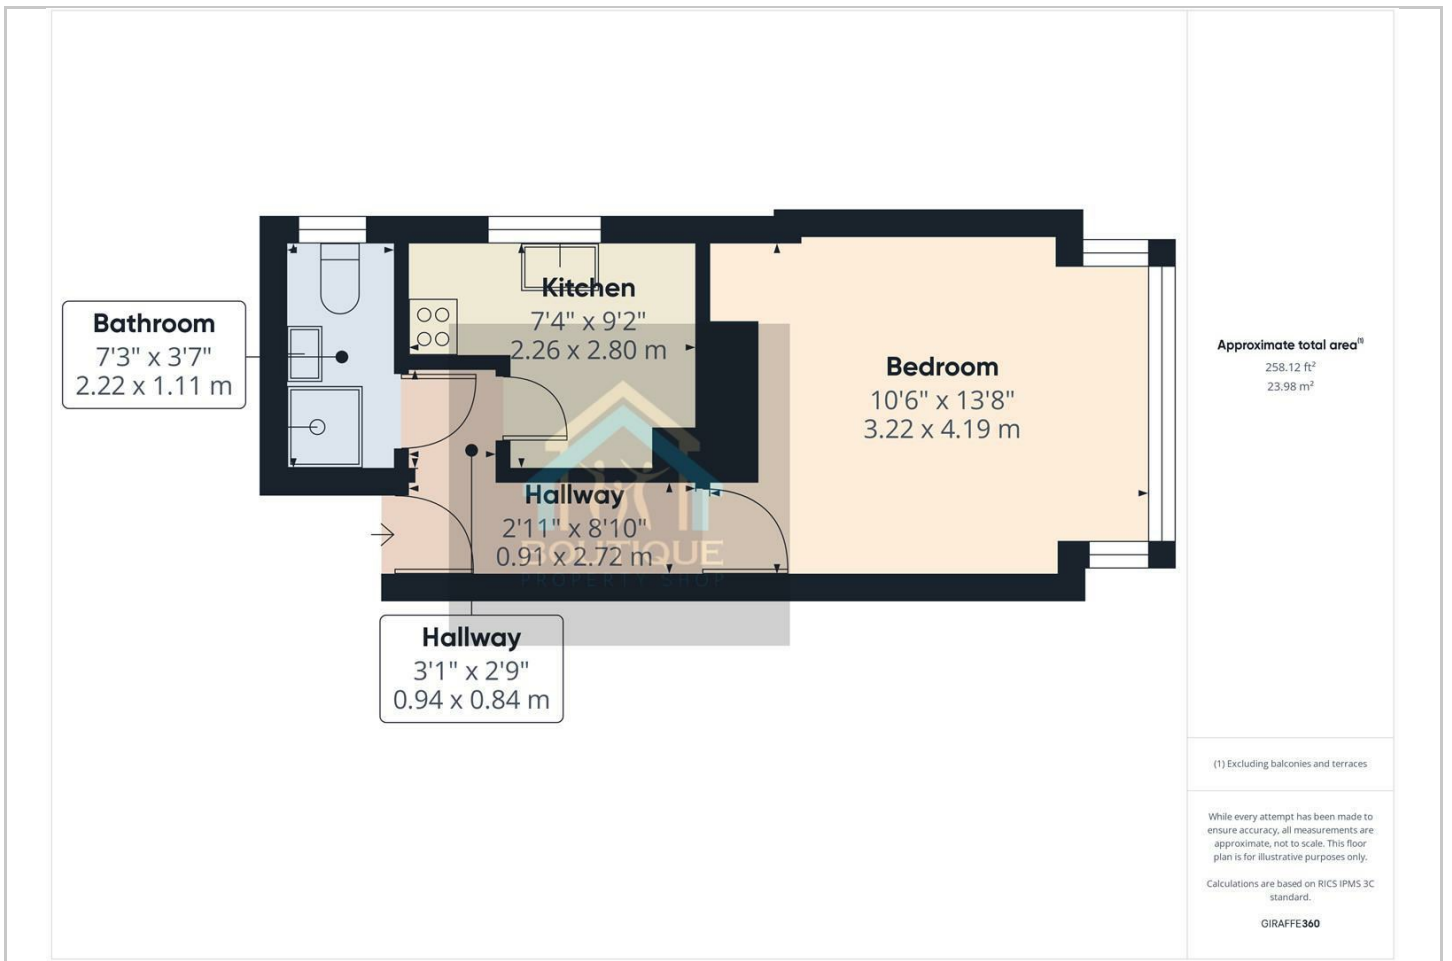 Bathroom
7'3" x 3'7"
2.22 x 1.11 m
Kitchen
7'4" x 9'2"
2.26 x 2.80 m
Bedroom
10'6" x 13'8"
3.22 x 4.19 m
Hallway
2'11" x 8'10"
0.91 x 2.72 m
BOUTIQUE
PROPERTY SHOP
Hallway
3'1" x 2'9"
0.94 x 0.84 m
Approximate total area(1)
258.12 ft²
23.98 m²
(1) Excluding balconies and terraces
While every attempt has been made to
ensure accuracy, all measurements are
approximate, not to scale. This floor
plan is for illustrative purposes only.
Calculations are based on RICS IPMS 3C
standard.
GIRAFFE360